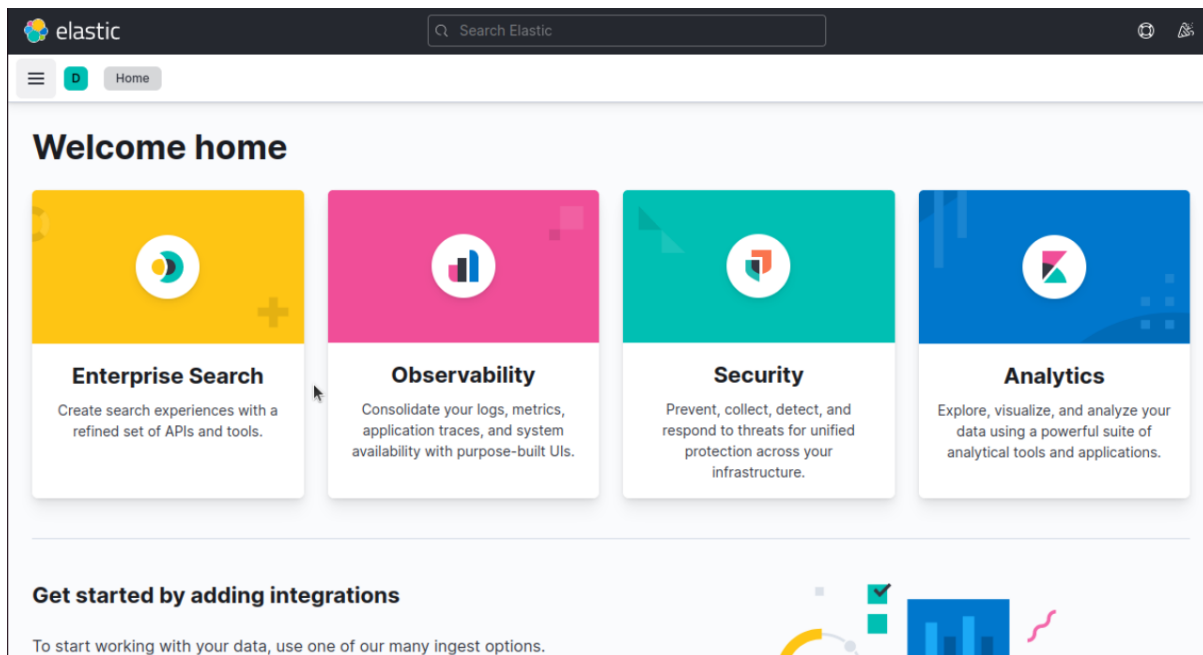 elastic
Search Elastic
D
Home
Welcome home
Enterprise Search
Create search experiences with a
refined set of APIs and tools.
Observability
Consolidate your logs, metrics,
application traces, and system
availability with purpose-built UIs.
Security
Prevent, collect, detect, and
respond to threats for unified
protection across your
infrastructure.
Analytics
Explore, visualize, and analyze your
data using a powerful suite of
analytical tools and applications.
Get started by adding integrations
To start working with your data, use one of our many ingest options.